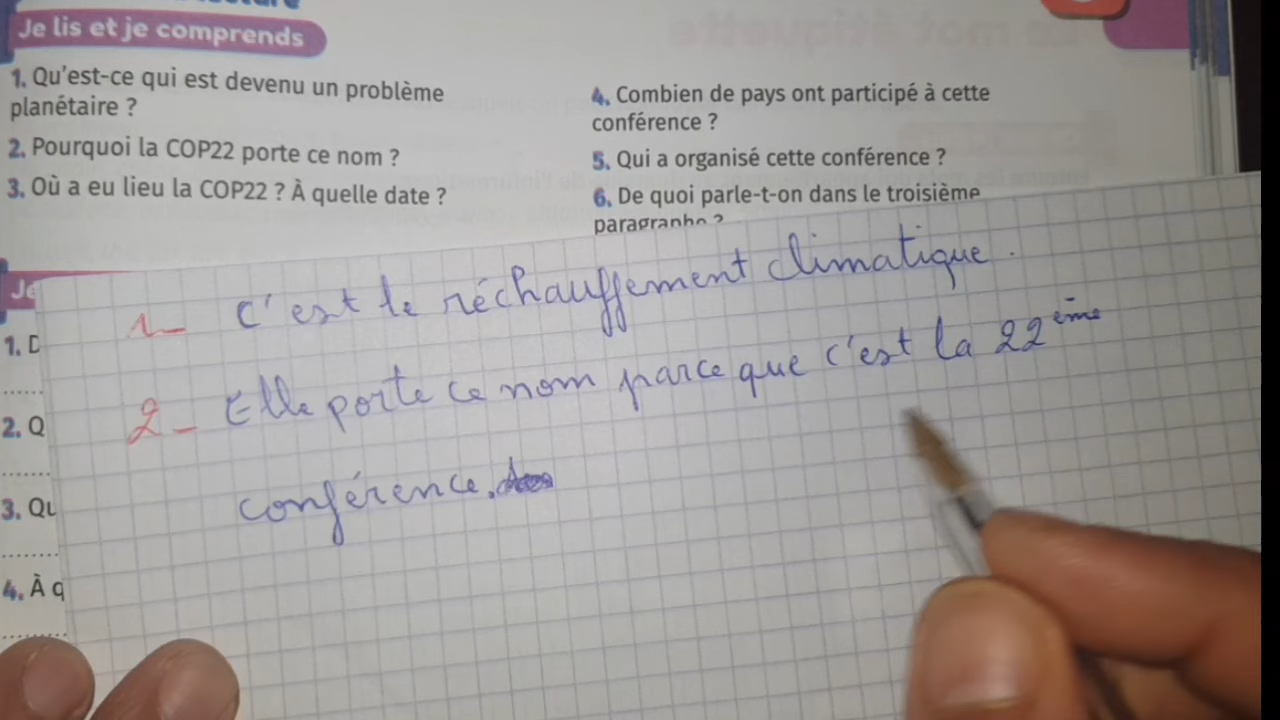 Je lis et je comprends
1. Qu'est-ce qui est devenu un problème
planétaire ?
2. Pourquoi la COP22 porte ce nom ?
3. Où a eu lieu la COP22 ? À quelle date ?
4. Combien de pays ont participé à cette
conférence ?
5. Qui a organisé cette conférence ?
6. De quoi parle-t-on dans le troisième
paragraphe ?
Je
1. D
2. Q
3. Qu
4. À q
1_ C'est le réchauffement climatique.
2_ Elle porte ce nom parce que c'est la 22ème
conférence.